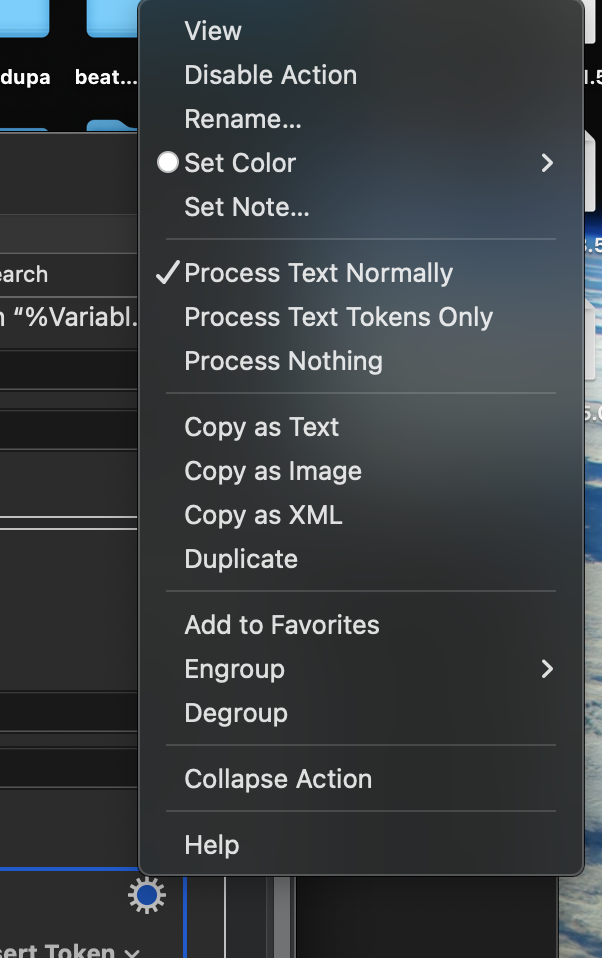 View
dupa beat...
Disable Action
Rename...
Set Color
Set Note...
earch
Process Text Normally
n “%Variabl.
Process Text Tokens Only
Process Nothing
Copy as Text
Copy as Image
Copy as XML
Duplicate
Add to Favorites
Engroup
Degroup
Collapse Action
Help
sert Token